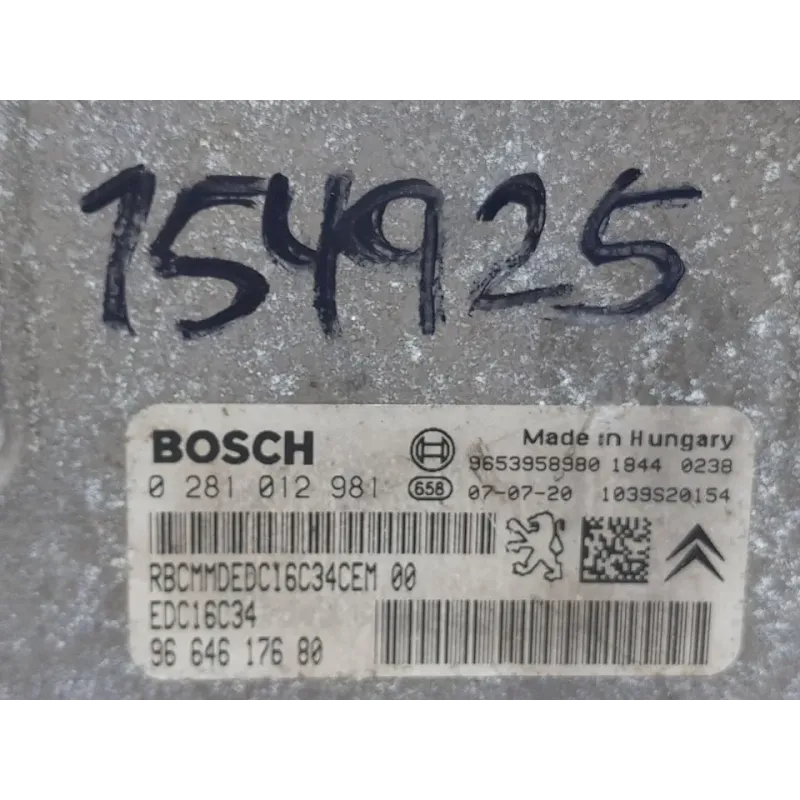 154925
BOSCH
Made in Hungary
9653958980 1844 0238
0 281 012 981 658 07-07-20 1039S20154
RBCMMDEDC16C34CEM 00
EDC16C34
96 646 176 80